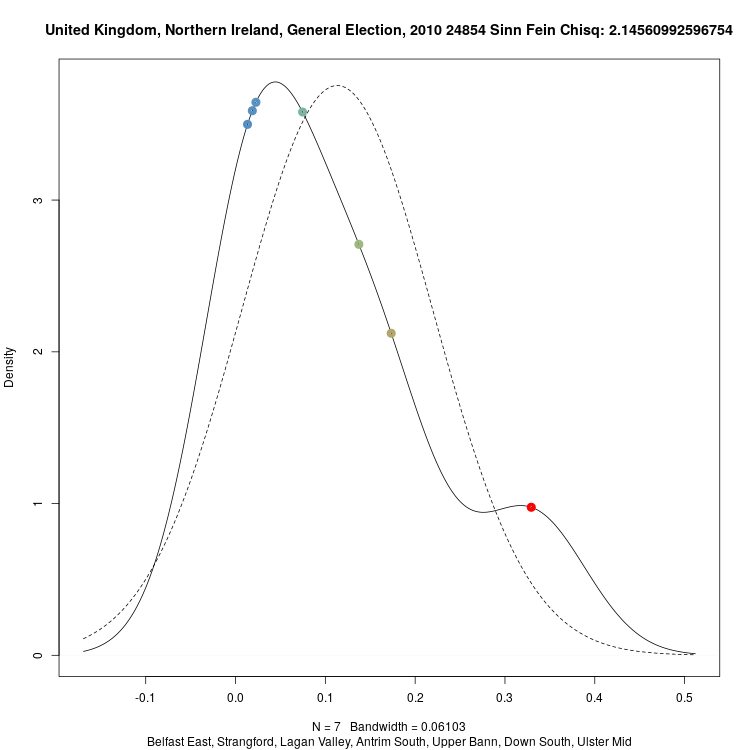 United Kingdom, Northern Ireland, General Election, 2010 24854 Sinn Fein Chisq: 2.14560992596754
Density
3
2
1
0
-0.1 0.0 0.1 0.2 0.3 0.4 0.5
N = 7 Bandwidth = 0.06103
Belfast East, Strangford, Lagan Valley, Antrim South, Upper Bann, Down South, Ulster Mid